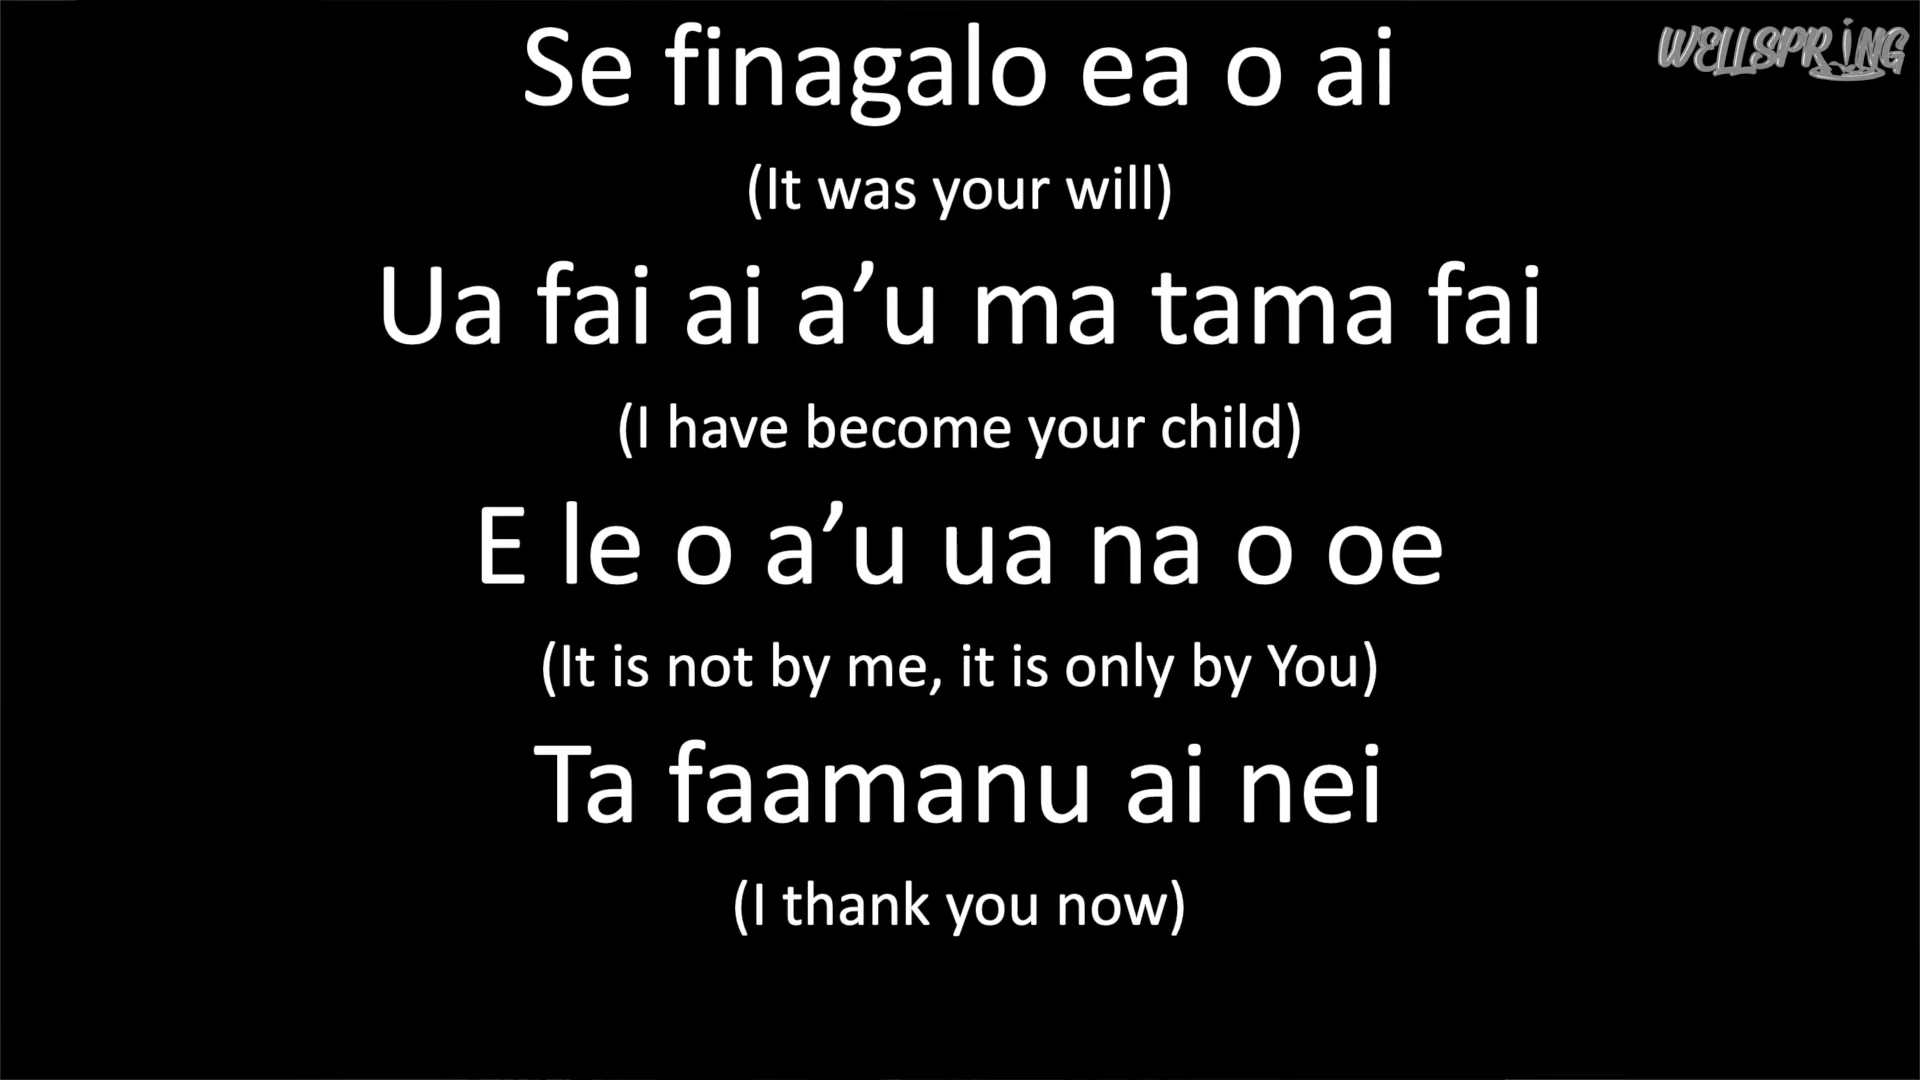 WELLSPRING
Se finagalo ea o ai
(It was your will)
Ua fai ai a’u ma tama fai
(I have become your child)
E le o a’u ua na o oe
(It is not by me, it is only by You)
Ta faamanu ai nei
(I thank you now)